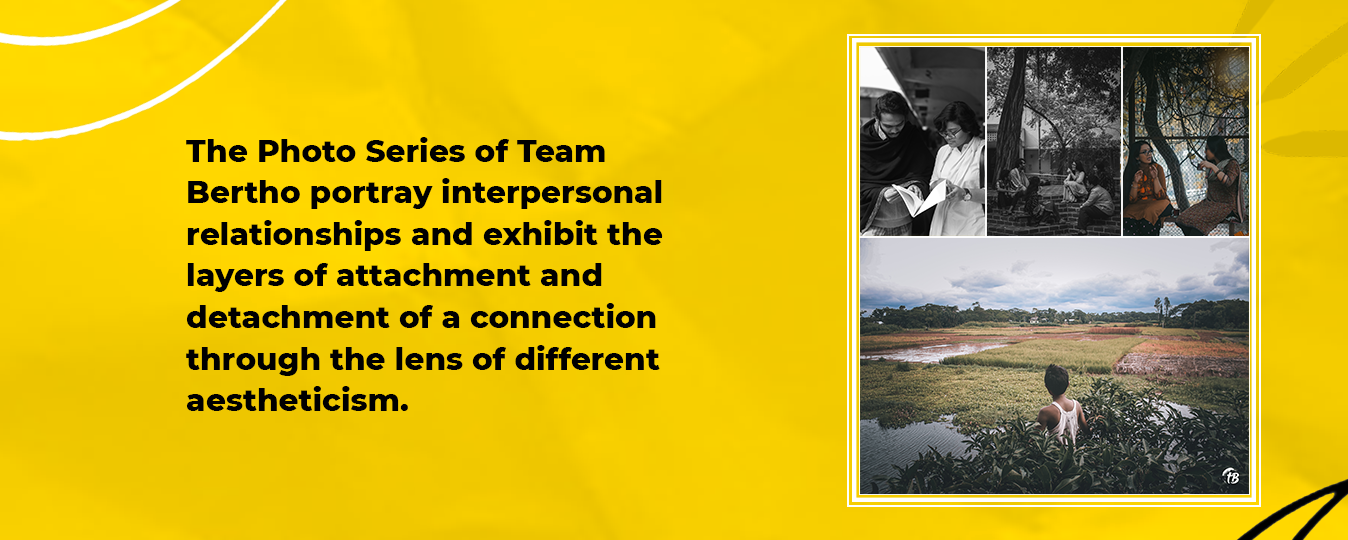 The Photo Series of Team
Bertho portray interpersonal
relationships and exhibit the
layers of attachment and
detachment of a connection
through the lens of different
aestheticism.